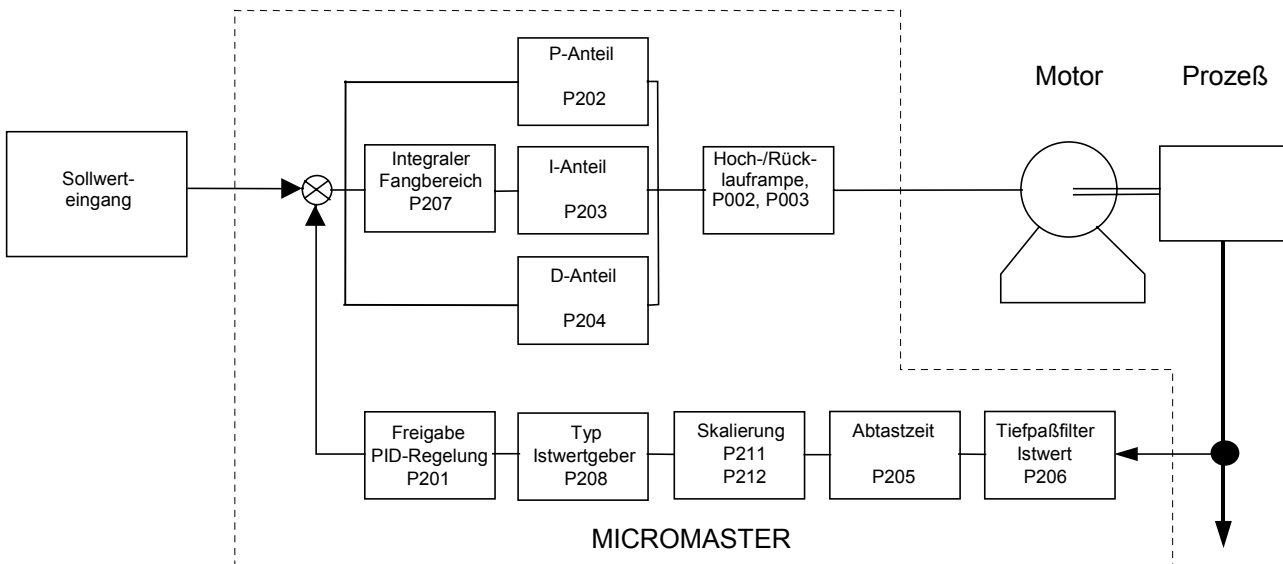 P-Anteil
P202
Motor
Prozeß
Sollwert-
eingang
Integraler
Fangbereich
P207
I-Anteil
P203
Hoch-/Rück-
lauframpe,
P002, P003
D-Anteil
P204
Freigabe
PID-Regelung
P201
Typ
Istwertgeber
P208
Skalierung
P211
P212
Abtastzeit
P205
Tiefpaßfilter
Istwert
P206
MICROMASTER